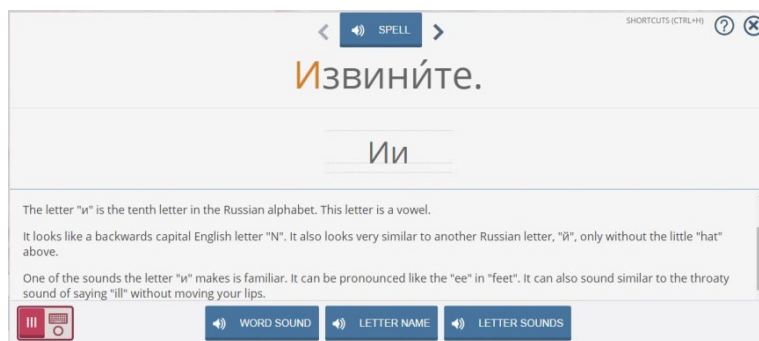 SPELL
SHORTCUTS (CTRL+H)
Извини́те.
Ии
The letter "и" is the tenth letter in the Russian alphabet. This letter is a vowel.
It looks like a backwards capital English letter "N". It also looks very similar to another Russian letter, "й", only without the little "hat"
above.
One of the sounds the letter "и" makes is familiar. It can be pronounced like the "ee" in "feet". It can also sound similar to the throaty
sound of saying "ill" without moving your lips.
WORD SOUND LETTER NAME LETTER SOUNDS